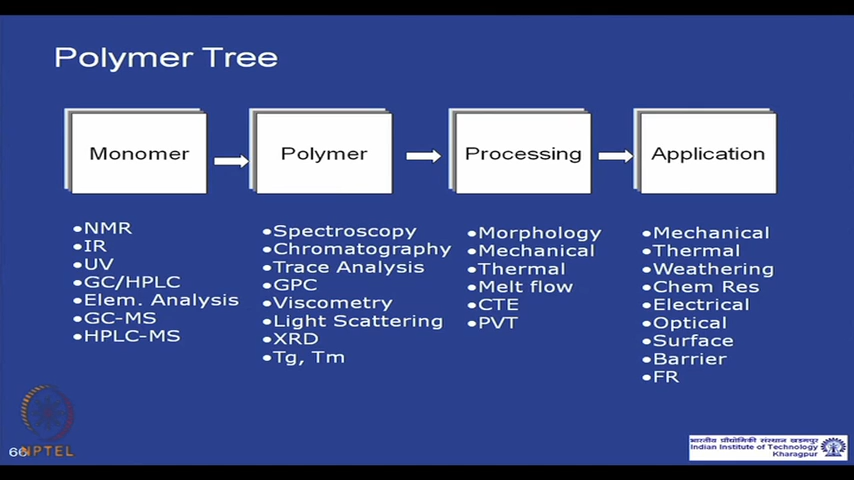 Polymer Tree
Monomer
Polymer
Processing
Application
•NMR
•IR
•UV
•GC/HPLC
•Elem. Analysis
•GC-MS
•HPLC-MS
•Spectroscopy
•Chromatography
•Trace Analysis
•GPC
•Viscometry
•Light Scattering
•XRD
•Tg, Tm
•Morphology
•Mechanical
•Thermal
•Melt flow
•CTE
•PVT
•Mechanical
•Thermal
•Weathering
•Chem Res
•Electrical
•Optical
•Surface
•Barrier
•FR
NPTEL
भारतीय प्रौद्योगिकी संस्थान खड़गपुर
Indian Institute of Technology
Kharagpur